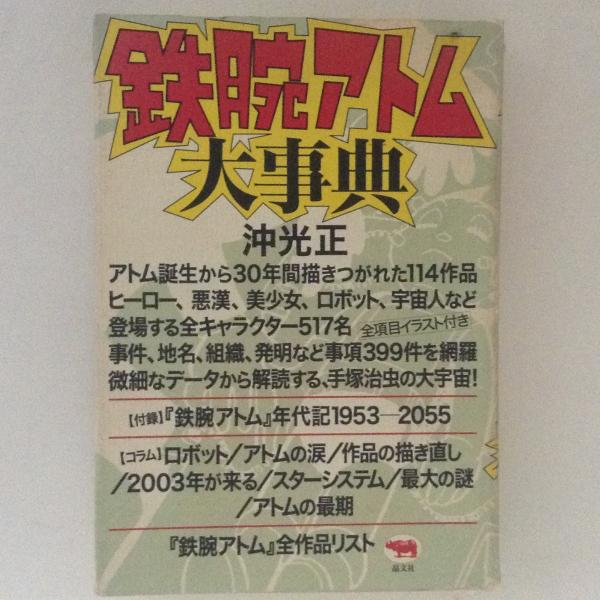 鉄腕アトム
大事典
沖光正
アトム誕生から30年間描きつがれた114作品
ヒーロー、悪漢、美少女、ロボット、宇宙人など
登場する全キャラクター517名 全項目イラスト付き
事件、地名、組織、発明など事項399件を網羅
微細なデータから解読する、手塚治虫の大宇宙!
【付録】『鉄腕アトム』年代記1953—2055
【コラム】ロボット/アトムの涙/作品の描き直し
/2003年が来る/スターシステム/最大の謎
/アトムの最期
『鉄腕アトム』全作品リスト
晶文社